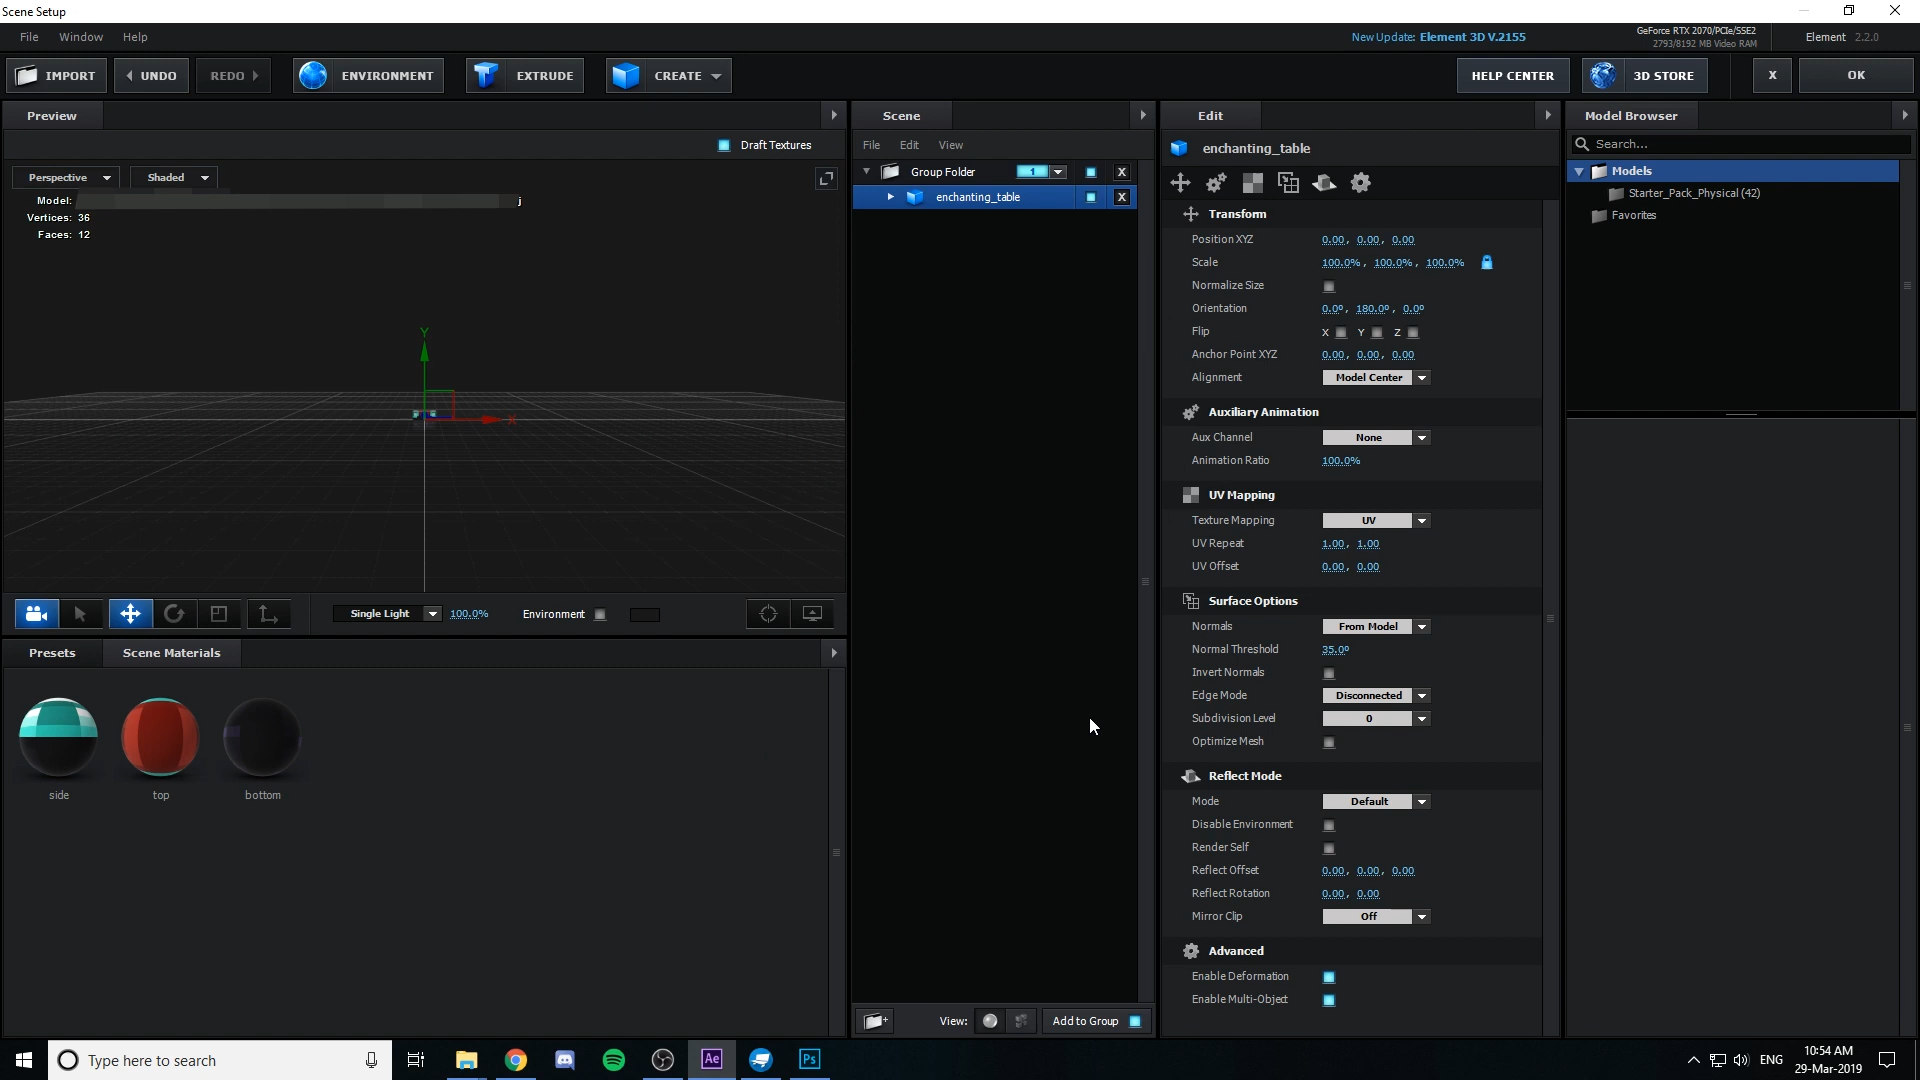 Scene Setup
File Window Help
New Update: Element 3D V.2155
GeForce RTX 2070/PCIe/SSE2
2793/8192 MB Video RAM
Element 2.2.0
IMPORT
UNDO
REDO
ENVIRONMENT
EXTRUDE
CREATE
HELP CENTER
3D STORE
X
OK
Preview
Draft Textures
Perspective
Shaded
Model: j
Vertices: 36
Faces: 12
Y
X
Single Light
100.0%
Environment
Presets
Scene Materials
side
top
bottom
Scene
File Edit View
Group Folder 1 X
enchanting_table X
View:
Add to Group
Edit
enchanting_table
Transform
Position XYZ 0.00, 0.00, 0.00
Scale 100.0%, 100.0%, 100.0%
Normalize Size
Orientation 0.0º, 180.0º, 0.0º
Flip X Y Z
Anchor Point XYZ 0.00, 0.00, 0.00
Alignment Model Center
Auxiliary Animation
Aux Channel None
Animation Ratio 100.0%
UV Mapping
Texture Mapping UV
UV Repeat 1.00, 1.00
UV Offset 0.00, 0.00
Surface Options
Normals From Model
Normal Threshold 35.0º
Invert Normals
Edge Mode Disconnected
Subdivision Level 0
Optimize Mesh
Reflect Mode
Mode Default
Disable Environment
Render Self
Reflect Offset 0.00, 0.00, 0.00
Reflect Rotation 0.00, 0.00
Mirror Clip Off
Advanced
Enable Deformation
Enable Multi-Object
Model Browser
Search...
Models
Starter_Pack_Physical (42)
Favorites
Type here to search
Ae
Ps
ENG
10:54 AM
29-Mar-2019